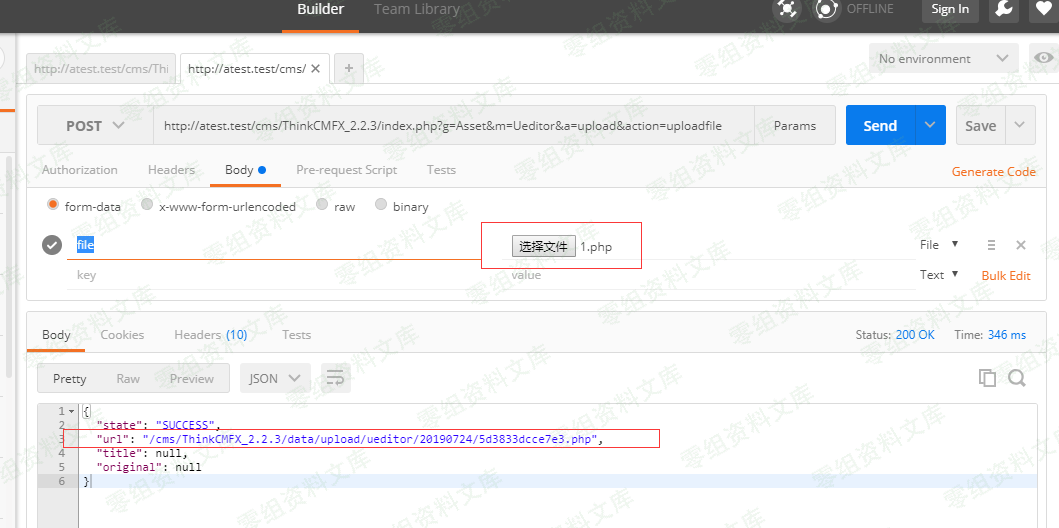 Builder
Team Library
OFFLINE
Sign In
http://atest.test/cms/Thi
http://atest.test/cms/
No environment
POST
http://atest.test/cms/ThinkCMFX_2.2.3/index.php?g=Asset&m=Ueditor&a=upload&action=uploadfile
Params
Send
Save
Authorization
Headers
Body
Pre-request Script
Tests
Generate Code
form-data
x-www-form-urlencoded
raw
binary
file
选择文件 1.php
File
key
value
Text
Bulk Edit
Body
Cookies
Headers (10)
Tests
Status: 200 OK
Time: 346 ms
Pretty
Raw
Preview
JSON
1 {
2 "state": "SUCCESS",
3 "url": "/cms/ThinkCMFX_2.2.3/data/upload/ueditor/20190724/5d3833dcce7e3.php",
4 "title": null,
5 "original": null
6 }
零组资料文库